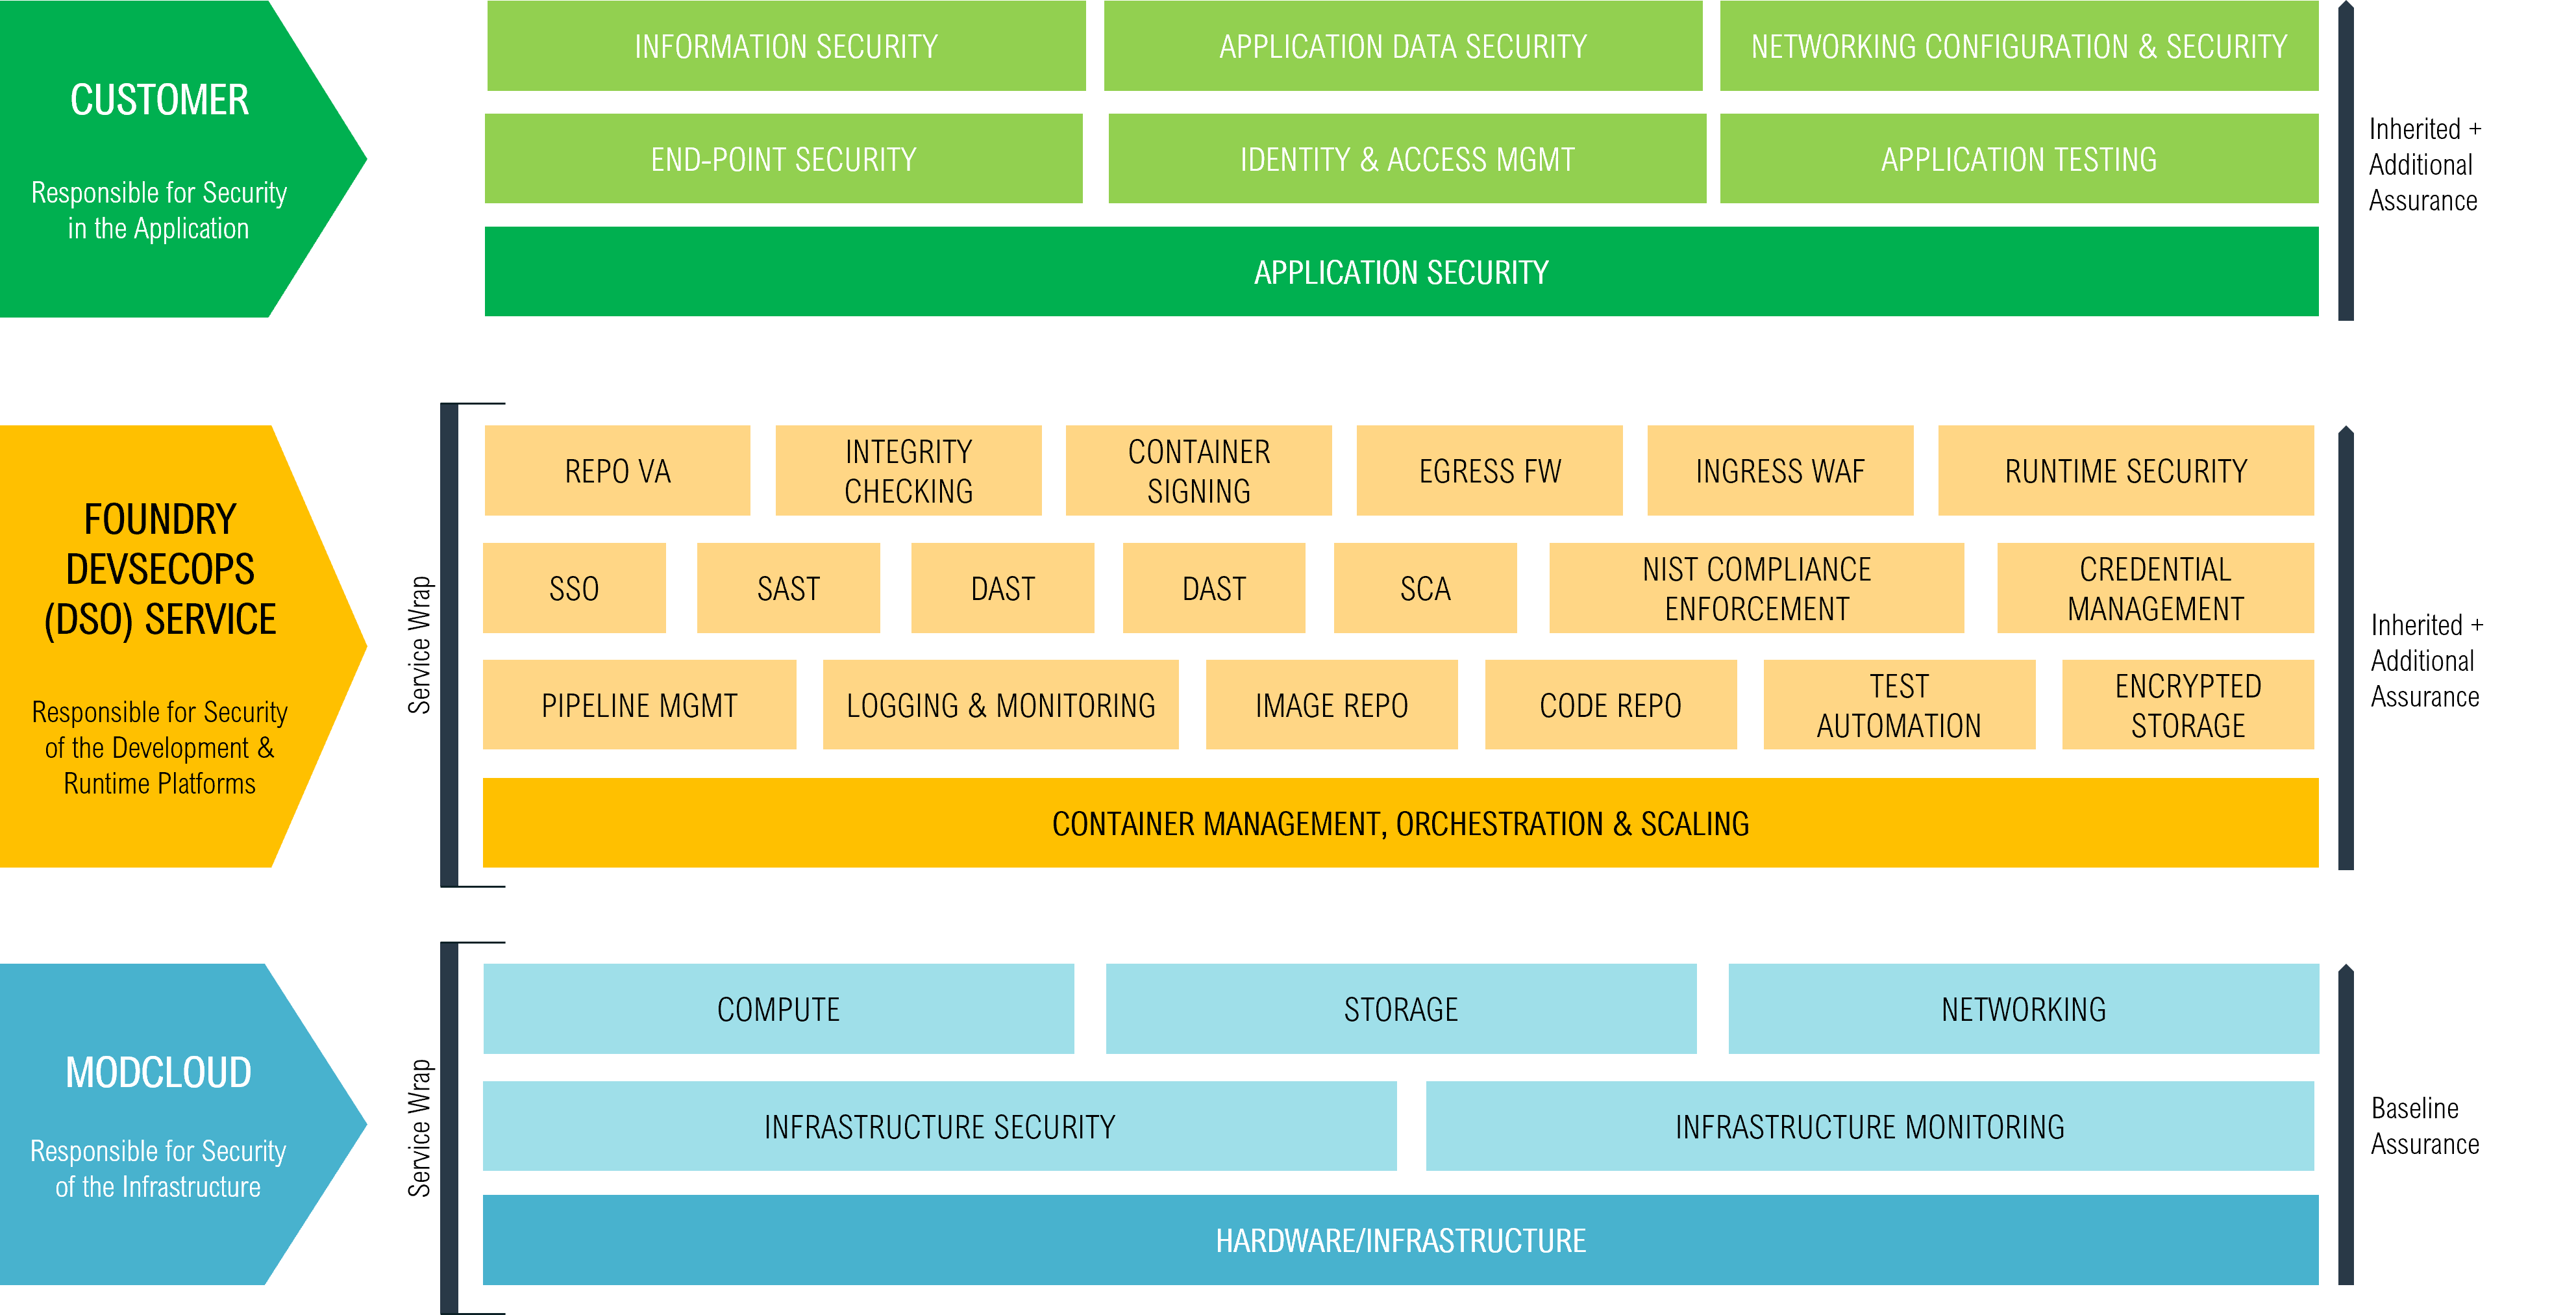 CUSTOMER
Responsible for Security
in the Application
INFORMATION SECURITY
APPLICATION DATA SECURITY
NETWORKING CONFIGURATION & SECURITY
END-POINT SECURITY
IDENTITY & ACCESS MGMT
APPLICATION TESTING
APPLICATION SECURITY
Inherited +
Additional
Assurance
FOUNDRY
DEVSECOPS
(DSO) SERVICE
Responsible for Security
of the Development &
Runtime Platforms
Service Wrap
REPO VA
INTEGRITY
CHECKING
CONTAINER
SIGNING
EGRESS FW
INGRESS WAF
RUNTIME SECURITY
SSO
SAST
DAST
DAST
SCA
NIST COMPLIANCE
ENFORCEMENT
CREDENTIAL
MANAGEMENT
PIPELINE MGMT
LOGGING & MONITORING
IMAGE REPO
CODE REPO
TEST
AUTOMATION
ENCRYPTED
STORAGE
CONTAINER MANAGEMENT, ORCHESTRATION & SCALING
Inherited +
Additional
Assurance
MODCLOUD
Responsible for Security
of the Infrastructure
Service Wrap
COMPUTE
STORAGE
NETWORKING
INFRASTRUCTURE SECURITY
INFRASTRUCTURE MONITORING
HARDWARE/INFRASTRUCTURE
Baseline
Assurance